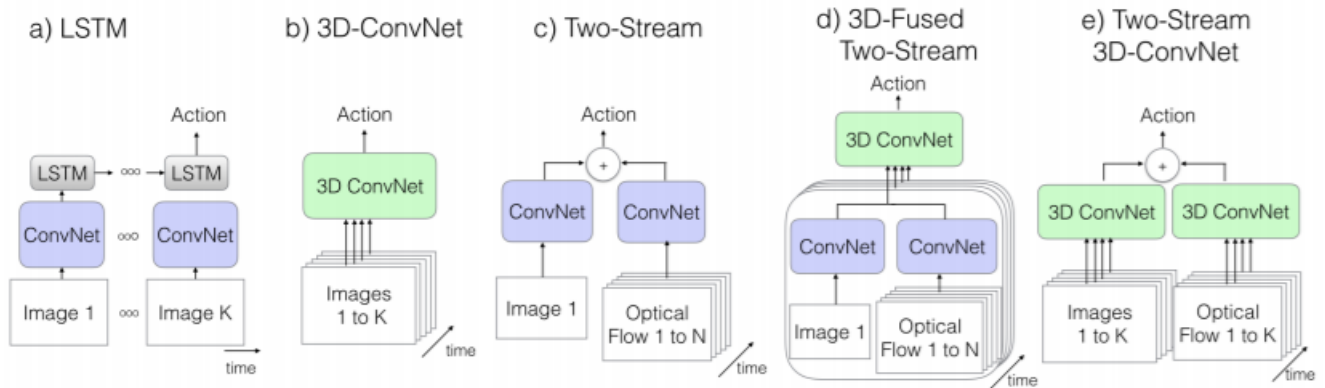 a) LSTM
Action
LSTM
∞
LSTM
ConvNet
∞
ConvNet
Image 1
∞
Image K
time
b) 3D-ConvNet
Action
3D ConvNet
Images
1 to K
time
c) Two-Stream
Action
+
ConvNet
ConvNet
Image 1
Optical
Flow 1 to N
time
d) 3D-Fused
Two-Stream
Action
3D ConvNet
ConvNet
ConvNet
Image 1
Optical
Flow 1 to N
time
e) Two-Stream
3D-ConvNet
Action
+
3D ConvNet
3D ConvNet
Images
1 to K
Optical
Flow 1 to K
time